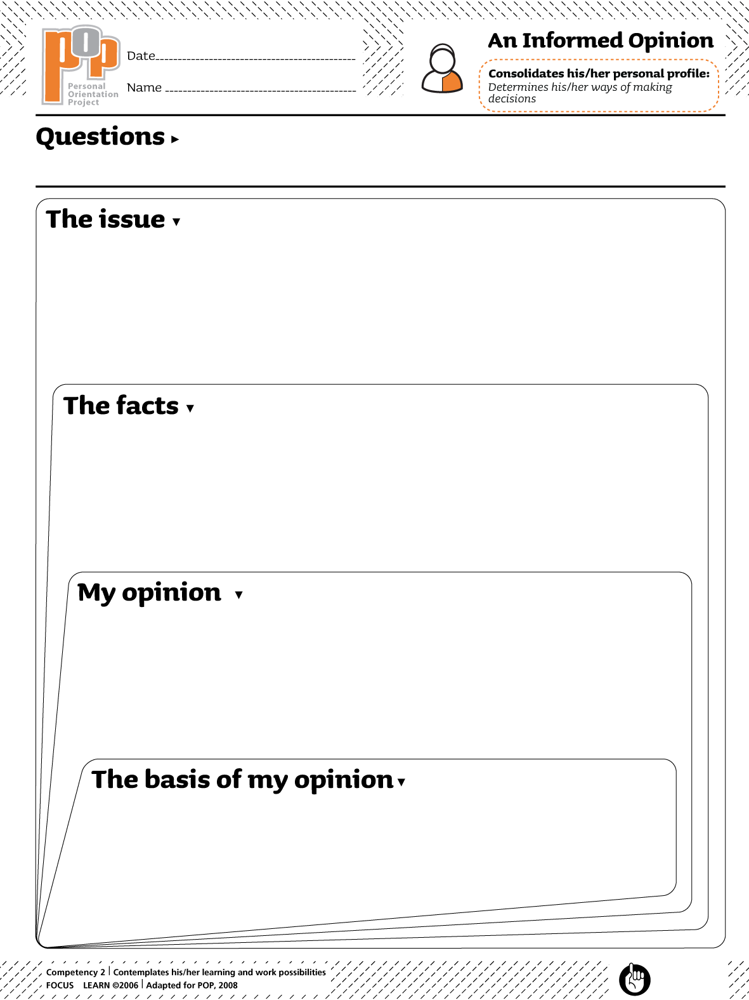 pop
Personal
Orientation
Project
Date
Name
An Informed Opinion
Consolidates his/her personal profile:
Determines his/her ways of making
decisions
Questions ▸
The issue ▾
The facts ▾
My opinion ▾
The basis of my opinion ▾
Competency 2 | Contemplates his/her learning and work possibilities
FOCUS LEARN ©2006 | Adapted for POP, 2008